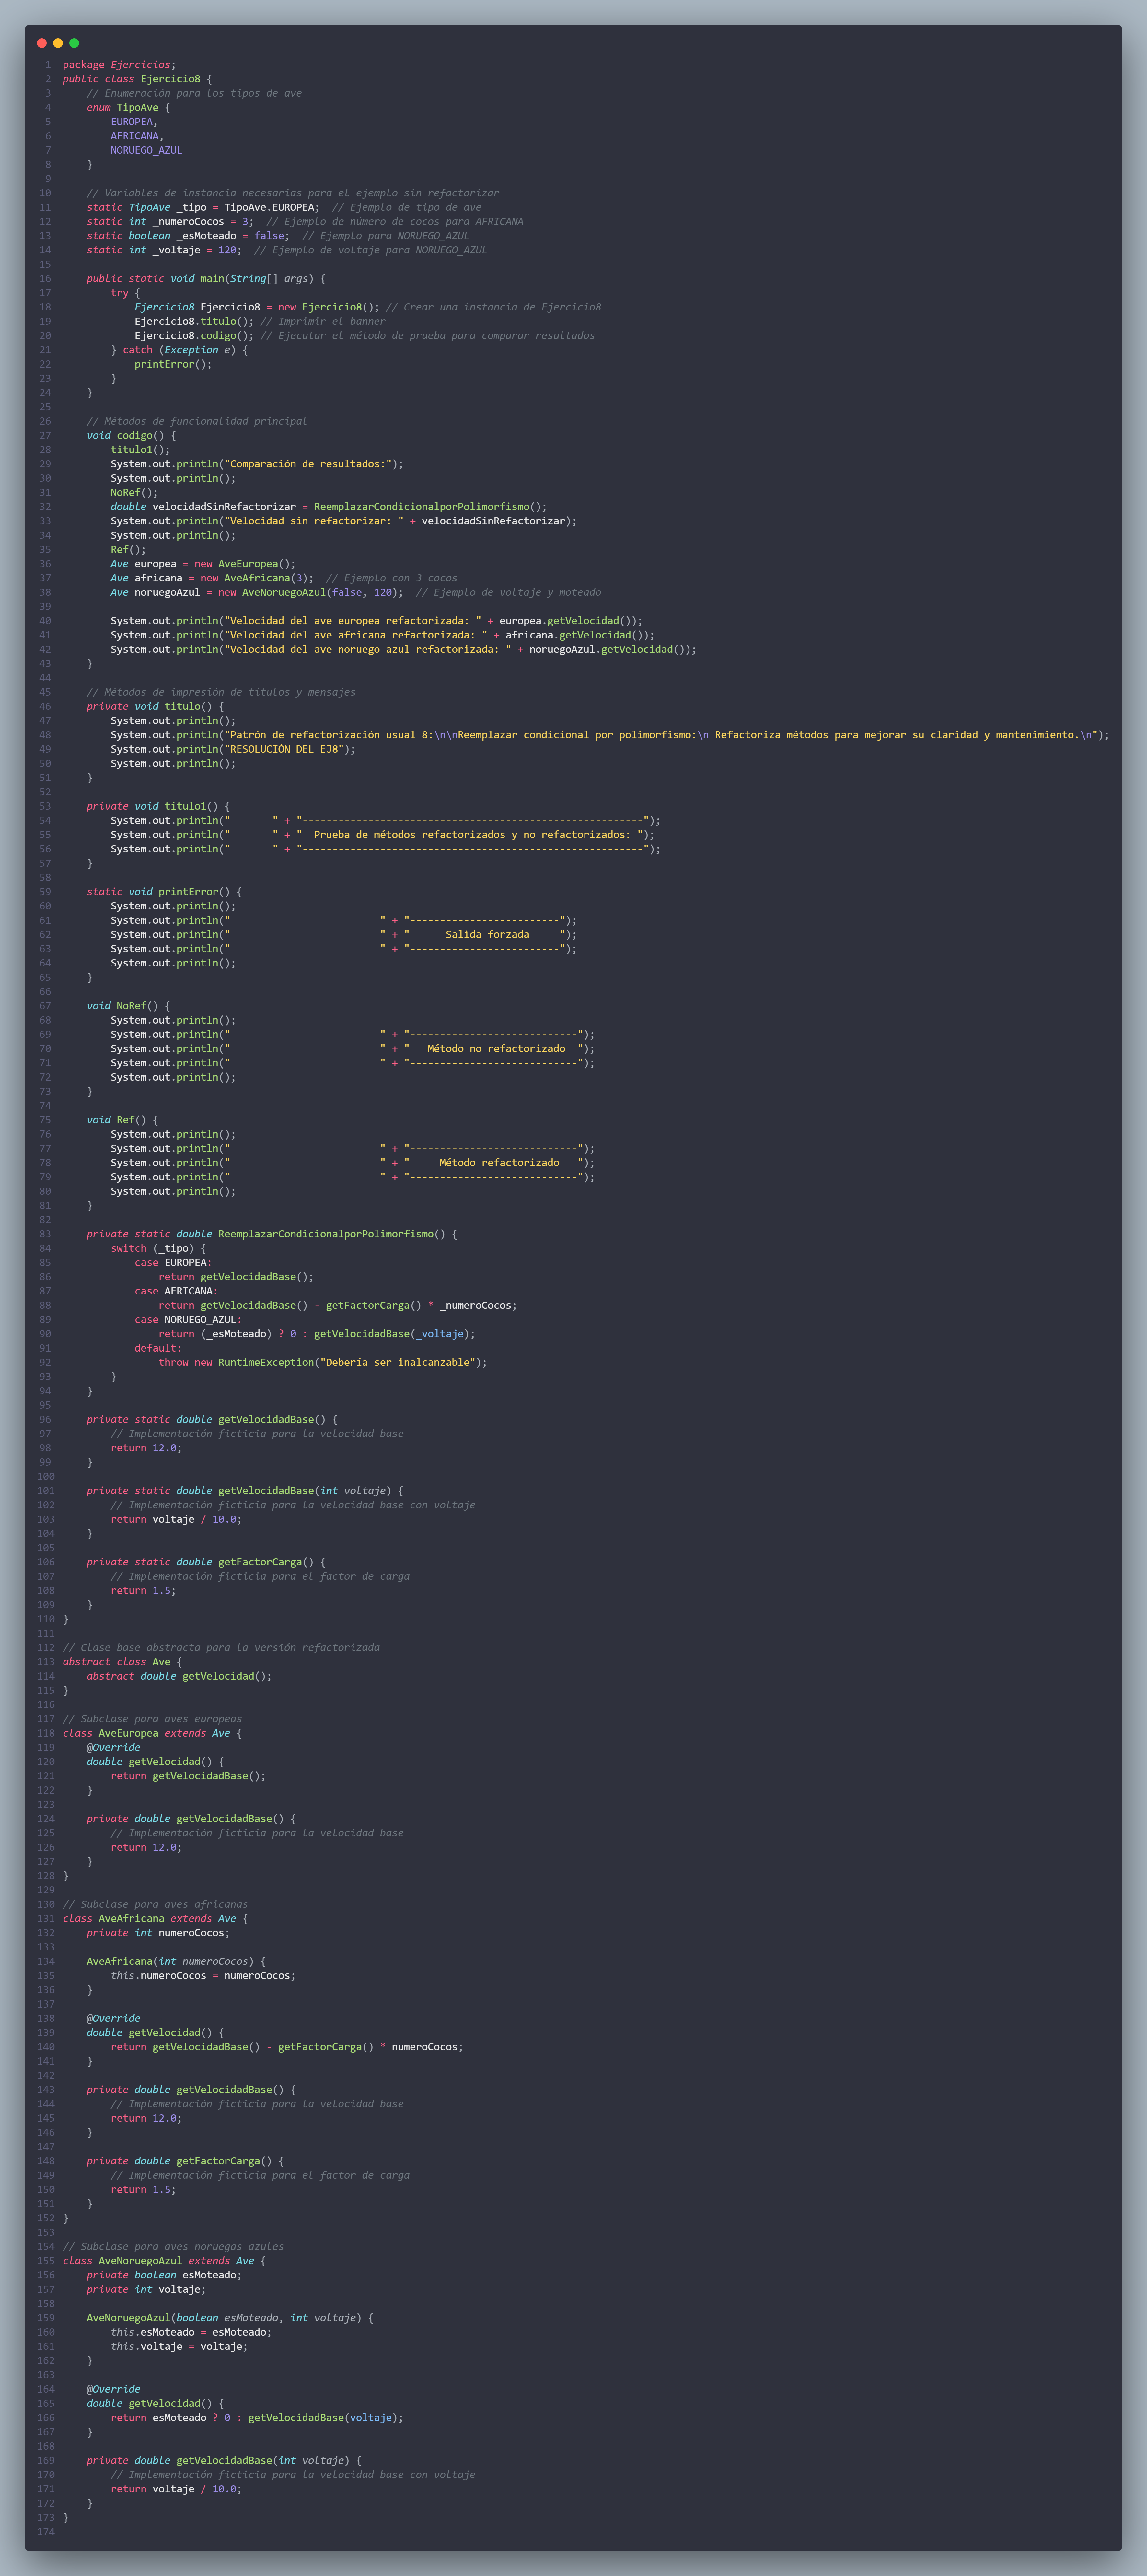 1 package Ejercicios;
2 public class Ejercicio8 {
3     // Enumeración para los tipos de ave
4     enum TipoAve {
5         EUROPEA,
6         AFRICANA,
7         NORUEGO_AZUL
8     }
9
10     // Variables de instancia necesarias para el ejemplo sin refactorizar
11     static TipoAve _tipo = TipoAve.EUROPEA;  // Ejemplo de tipo de ave
12     static int _numeroCocos = 3;  // Ejemplo de número de cocos para AFRICANA
13     static boolean _esMoteado = false;  // Ejemplo para NORUEGO_AZUL
14     static int _voltaje = 120;  // Ejemplo de voltaje para NORUEGO_AZUL
15
16     public static void main(String[] args) {
17         try {
18             Ejercicio8 Ejercicio8 = new Ejercicio8(); // Crear una instancia de Ejercicio8
19             Ejercicio8.titulo(); // Imprimir el banner
20             Ejercicio8.codigo(); // Ejecutar el método de prueba para comparar resultados
21         } catch (Exception e) {
22             printError();
23         }
24     }
25
26     // Métodos de funcionalidad principal
27     void codigo() {
28         titulo1();
29         System.out.println("Comparación de resultados:");
30         System.out.println();
31         NoRef();
32         double velocidadSinRefactorizar = ReemplazarCondicionalporPolimorfismo();
33         System.out.println("Velocidad sin refactorizar: " + velocidadSinRefactorizar);
34         System.out.println();
35         Ref();
36         Ave europea = new AveEuropea();
37         Ave africana = new AveAfricana(3);  // Ejemplo con 3 cocos
38         Ave noruegoAzul = new AveNoruegoAzul(false, 120);  // Ejemplo de voltaje y moteado
39
40         System.out.println("Velocidad del ave europea refactorizada: " + europea.getVelocidad());
41         System.out.println("Velocidad del ave africana refactorizada: " + africana.getVelocidad());
42         System.out.println("Velocidad del ave noruego azul refactorizada: " + noruegoAzul.getVelocidad());
43     }
44
45     // Métodos de impresión de títulos y mensajes
46     private void titulo() {
47         System.out.println();
48         System.out.println("Patrón de refactorización usual 8:\n\nReemplazar condicional por polimorfismo:\n Refactoriza métodos para mejorar su claridad y mantenimiento.\n");
49         System.out.println("RESOLUCIÓN DEL EJ8");
50         System.out.println();
51     }
52
53     private void titulo1() {
54         System.out.println("       " + "---------------------------------------------------------");
55         System.out.println("       " + "  Prueba de métodos refactorizados y no refactorizados: ");
56         System.out.println("       " + "---------------------------------------------------------");
57     }
58
59     static void printError() {
60         System.out.println();
61         System.out.println("                         " + "-------------------------");
62         System.out.println("                         " + "      Salida forzada     ");
63         System.out.println("                         " + "-------------------------");
64         System.out.println();
65     }
66
67     void NoRef() {
68         System.out.println();
69         System.out.println("                         " + "----------------------------");
70         System.out.println("                         " + "   Método no refactorizado  ");
71         System.out.println("                         " + "----------------------------");
72         System.out.println();
73     }
74
75     void Ref() {
76         System.out.println();
77         System.out.println("                         " + "----------------------------");
78         System.out.println("                         " + "     Método refactorizado   ");
79         System.out.println("                         " + "----------------------------");
80         System.out.println();
81     }
82
83     private static double ReemplazarCondicionalporPolimorfismo() {
84         switch (_tipo) {
85             case EUROPEA:
86                 return getVelocidadBase();
87             case AFRICANA:
88                 return getVelocidadBase() - getFactorCarga() * _numeroCocos;
89             case NORUEGO_AZUL:
90                 return (_esMoteado) ? 0 : getVelocidadBase(_voltaje);
91             default:
92                 throw new RuntimeException("Debería ser inalcanzable");
93         }
94     }
95
96     private static double getVelocidadBase() {
97         // Implementación ficticia para la velocidad base
98         return 12.0;
99     }
100
101     private static double getVelocidadBase(int voltaje) {
102         // Implementación ficticia para la velocidad base con voltaje
103         return voltaje / 10.0;
104     }
105
106     private static double getFactorCarga() {
107         // Implementación ficticia para el factor de carga
108         return 1.5;
109     }
110 }
111
112 // Clase base abstracta para la versión refactorizada
113 abstract class Ave {
114     abstract double getVelocidad();
115 }
116
117 // Subclase para aves europeas
118 class AveEuropea extends Ave {
119     @Override
120     double getVelocidad() {
121         return getVelocidadBase();
122     }
123
124     private double getVelocidadBase() {
125         // Implementación ficticia para la velocidad base
126         return 12.0;
127     }
128 }
129
130 // Subclase para aves africanas
131 class AveAfricana extends Ave {
132     private int numeroCocos;
133
134     AveAfricana(int numeroCocos) {
135         this.numeroCocos = numeroCocos;
136     }
137
138     @Override
139     double getVelocidad() {
140         return getVelocidadBase() - getFactorCarga() * numeroCocos;
141     }
142
143     private double getVelocidadBase() {
144         // Implementación ficticia para la velocidad base
145         return 12.0;
146     }
147
148     private double getFactorCarga() {
149         // Implementación ficticia para el factor de carga
150         return 1.5;
151     }
152 }
153
154 // Subclase para aves noruegas azules
155 class AveNoruegoAzul extends Ave {
156     private boolean esMoteado;
157     private int voltaje;
158
159     AveNoruegoAzul(boolean esMoteado, int voltaje) {
160         this.esMoteado = esMoteado;
161         this.voltaje = voltaje;
162     }
163
164     @Override
165     double getVelocidad() {
166         return esMoteado ? 0 : getVelocidadBase(voltaje);
167     }
168
169     private double getVelocidadBase(int voltaje) {
170         // Implementación ficticia para la velocidad base con voltaje
171         return voltaje / 10.0;
172     }
173 }
174